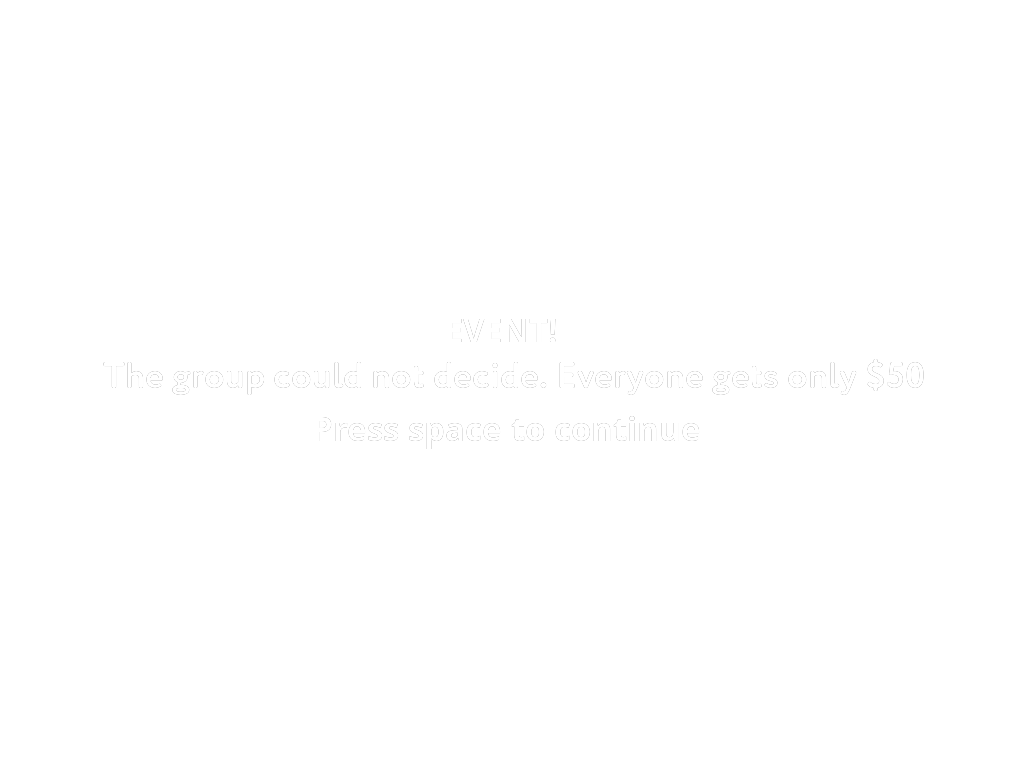 EVENT!
The group could not decide. Everyone gets only $50
Press space to continue